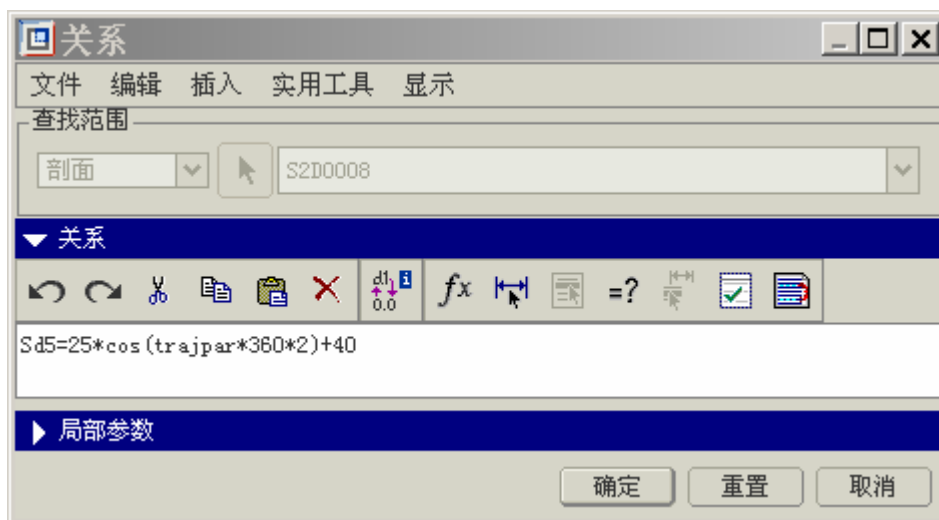 关系
文件 编辑 插入 实用工具 显示
查找范围
剖面 S2D0008
关系
d1 i
0.0 fx =?
Sd5=25*cos(trajpar*360*2)+40
局部参数
确定 重置 取消